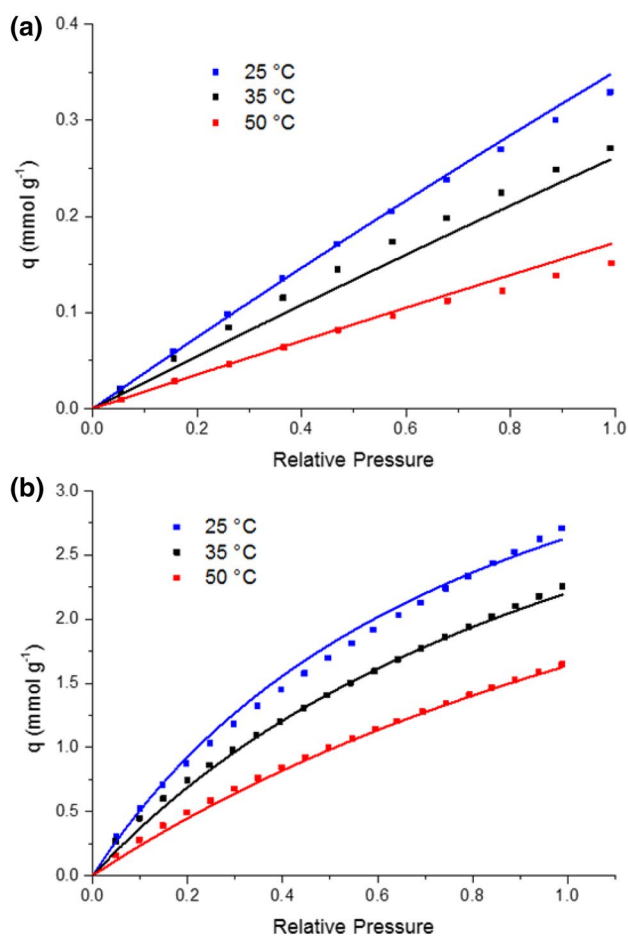 (a)
0.4
0.3
0.2
0.1
0.0
q (mmol g⁻¹)
25 °C
35 °C
50 °C
0.0 0.2 0.4 0.6 0.8 1.0
Relative Pressure
(b)
3.0
2.5
2.0
1.5
1.0
0.5
0.0
q (mmol g⁻¹)
25 °C
35 °C
50 °C
0.0 0.2 0.4 0.6 0.8 1.0
Relative Pressure